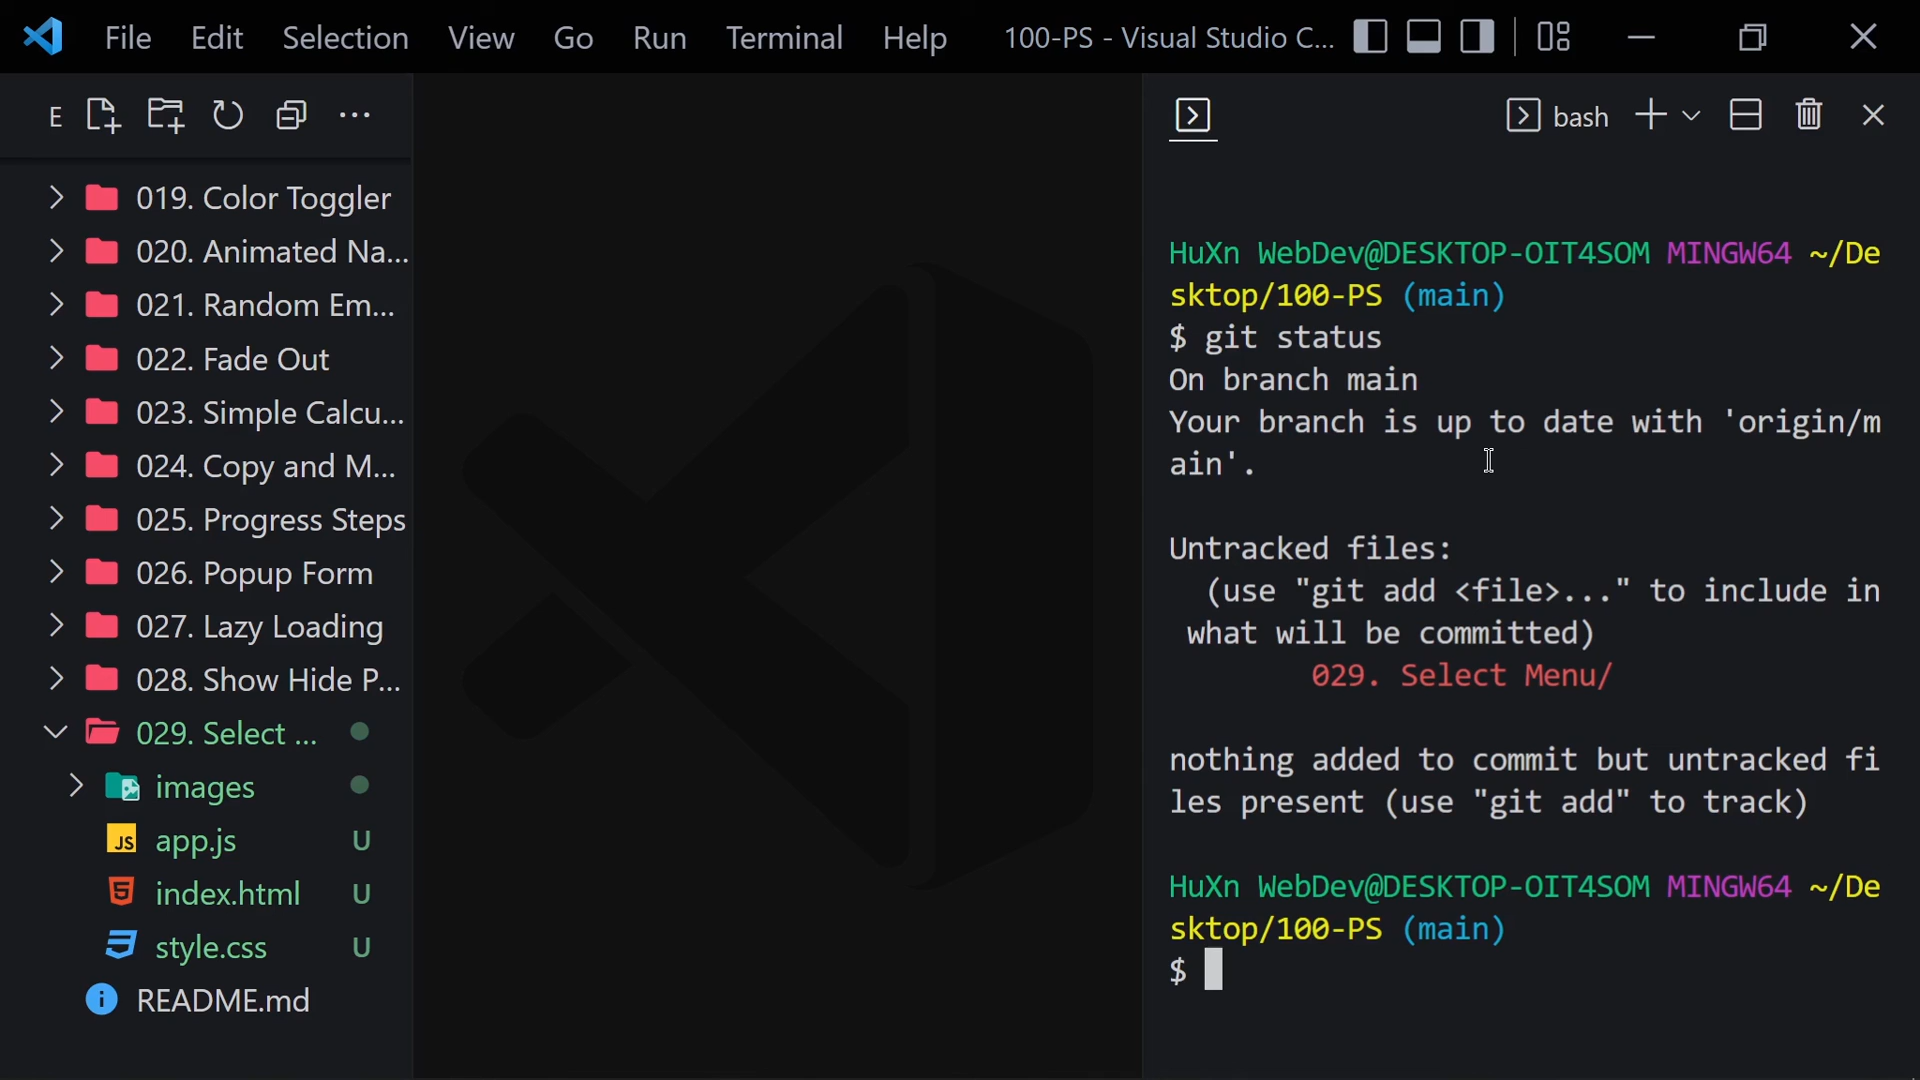 File Edit Selection View Go Run Terminal Help 100-PS - Visual Studio C...
E
019. Color Toggler
020. Animated Na...
021. Random Em...
022. Fade Out
023. Simple Calcu...
024. Copy and M...
025. Progress Steps
026. Popup Form
027. Lazy Loading
028. Show Hide P...
029. Select ...
images
JS app.js U
index.html U
style.css U
README.md
bash
HuXn WebDev@DESKTOP-OIT4SOM MINGW64 ~/De
sktop/100-PS (main)
$ git status
On branch main
Your branch is up to date with 'origin/m
ain'.
Untracked files:
(use "git add <file>..." to include in
what will be committed)
029. Select Menu/
nothing added to commit but untracked fi
les present (use "git add" to track)
HuXn WebDev@DESKTOP-OIT4SOM MINGW64 ~/De
sktop/100-PS (main)
$